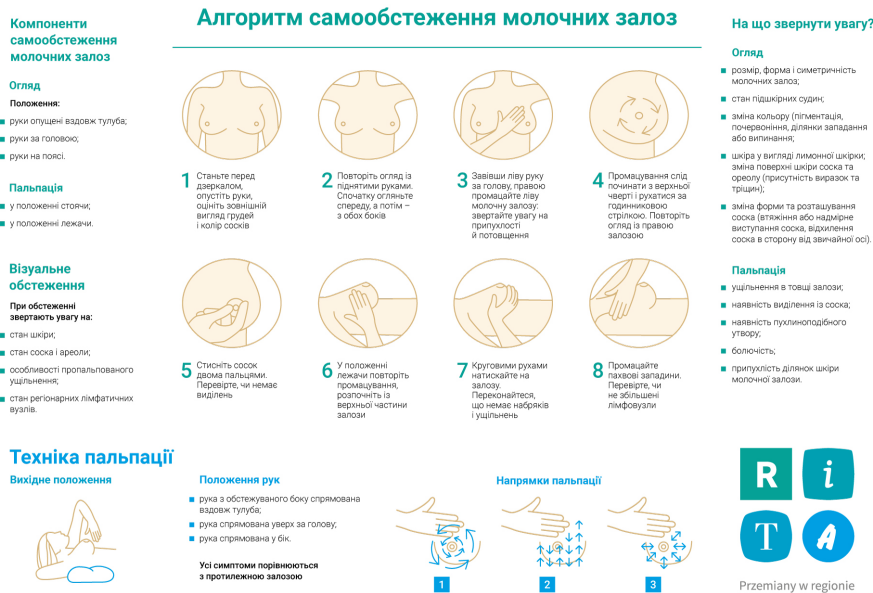 Алгоритм самообстеження молочних залоз
Компоненти
самообстеження
молочних залоз
Огляд
Положення:
руки опущені вздовж тулуба;
руки за головою;
руки на поясі.
Пальпація
у положенні стоячи;
у положенні лежачи.
Візуальне
обстеження
При обстеженні
звертають увагу на:
стан шкіри;
стан соска і ареоли;
особливості пропальпованого
ущільнення;
стан регіонарних лімфатичних
вузлів.
1 Станьте перед
дзеркалом,
опустіть руки,
оцініть зовнішній
вигляд грудей
і колір сосків
2 Повторіть огляд із
піднятими руками.
Спочатку огляньте
спереду, а потім –
з обох боків
3 Завівши ліву руку
за голову, правою
промацайте ліву
молочну залозу:
звертайте увагу на
припухлості
й потовщення
4 Промацування слід
починати з верхньої
чверті і рухатися за
годинниковою
стрілкою. Повторіть
огляд із правою
залозою
5 Стисніть сосок
двома пальцями.
Перевірте, чи немає
виділень
6 У положенні
лежачи повторіть
промацування,
розпочніть із
верхньої частини
залози
7 Круговими рухами
натискайте на
залозу.
Переконайтеся,
що немає набряків
і ущільнень
8 Промацайте
пахвові западини.
Перевірте, чи
не збільшені
лімфовузли
На що звернути увагу?
Огляд
розмір, форма і симетричність
молочних залоз;
стан підшкірних судин;
зміна кольору (пігментація,
почервоніння, ділянки западання
або випинання;
шкіра у вигляді лимонної шкірки;
зміна поверхні шкіри соска та
ореолу (присутність виразок та
тріщин);
зміна форми та розташування
соска (втяжіння або надмірне
виступання соска, відхилення
соска в сторону від звичайної осі).
Пальпація
ущільнення в товщі залози;
наявність виділення із соска;
наявність пухлиноподібного
утвору;
болючість;
припухлість ділянок шкіри
молочної залози.
Техніка пальпації
Вихідне положення
Положення рук
рука з обстежуваного боку спрямована
вздовж тулуба;
рука спрямована уверх за голову;
рука спрямована у бік.
Усі симптоми порівнюються
з протилежною залозою
Напрямки пальпації
1
2
3
R i
T A
Przemiany w regionie